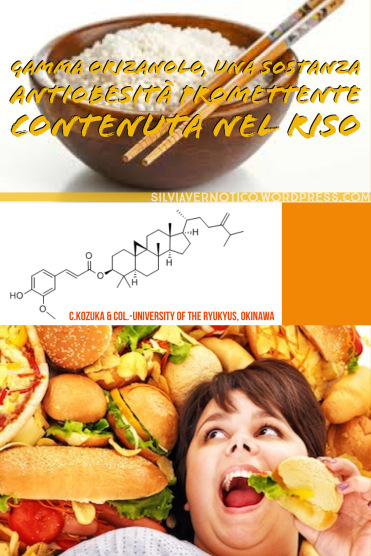 GAMMA ORIZANOLO, UNA SOSTANZA
ANTIOBESITÀ PROMETTENTE
CONTENUTA NEL RISO
SILVIAVERNOTICO.WORDPRESS.COM
H
O
H
O
H
HO
O
C.KOZUKA & COL.-UNIVERSITY OF THE RYUKYUS, OKINAWA